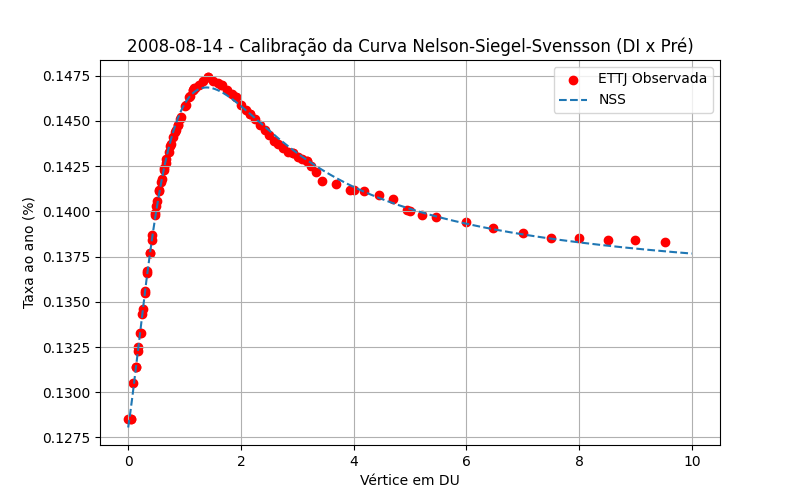 2008-08-14 - Calibração da Curva Nelson-Siegel-Svensson (DI x Pré)
ETTJ Observada
NSS
Taxa ao ano (%)
0.1475
0.1450
0.1425
0.1400
0.1375
0.1350
0.1325
0.1300
0.1275
0 2 4 6 8 10
Vértice em DU